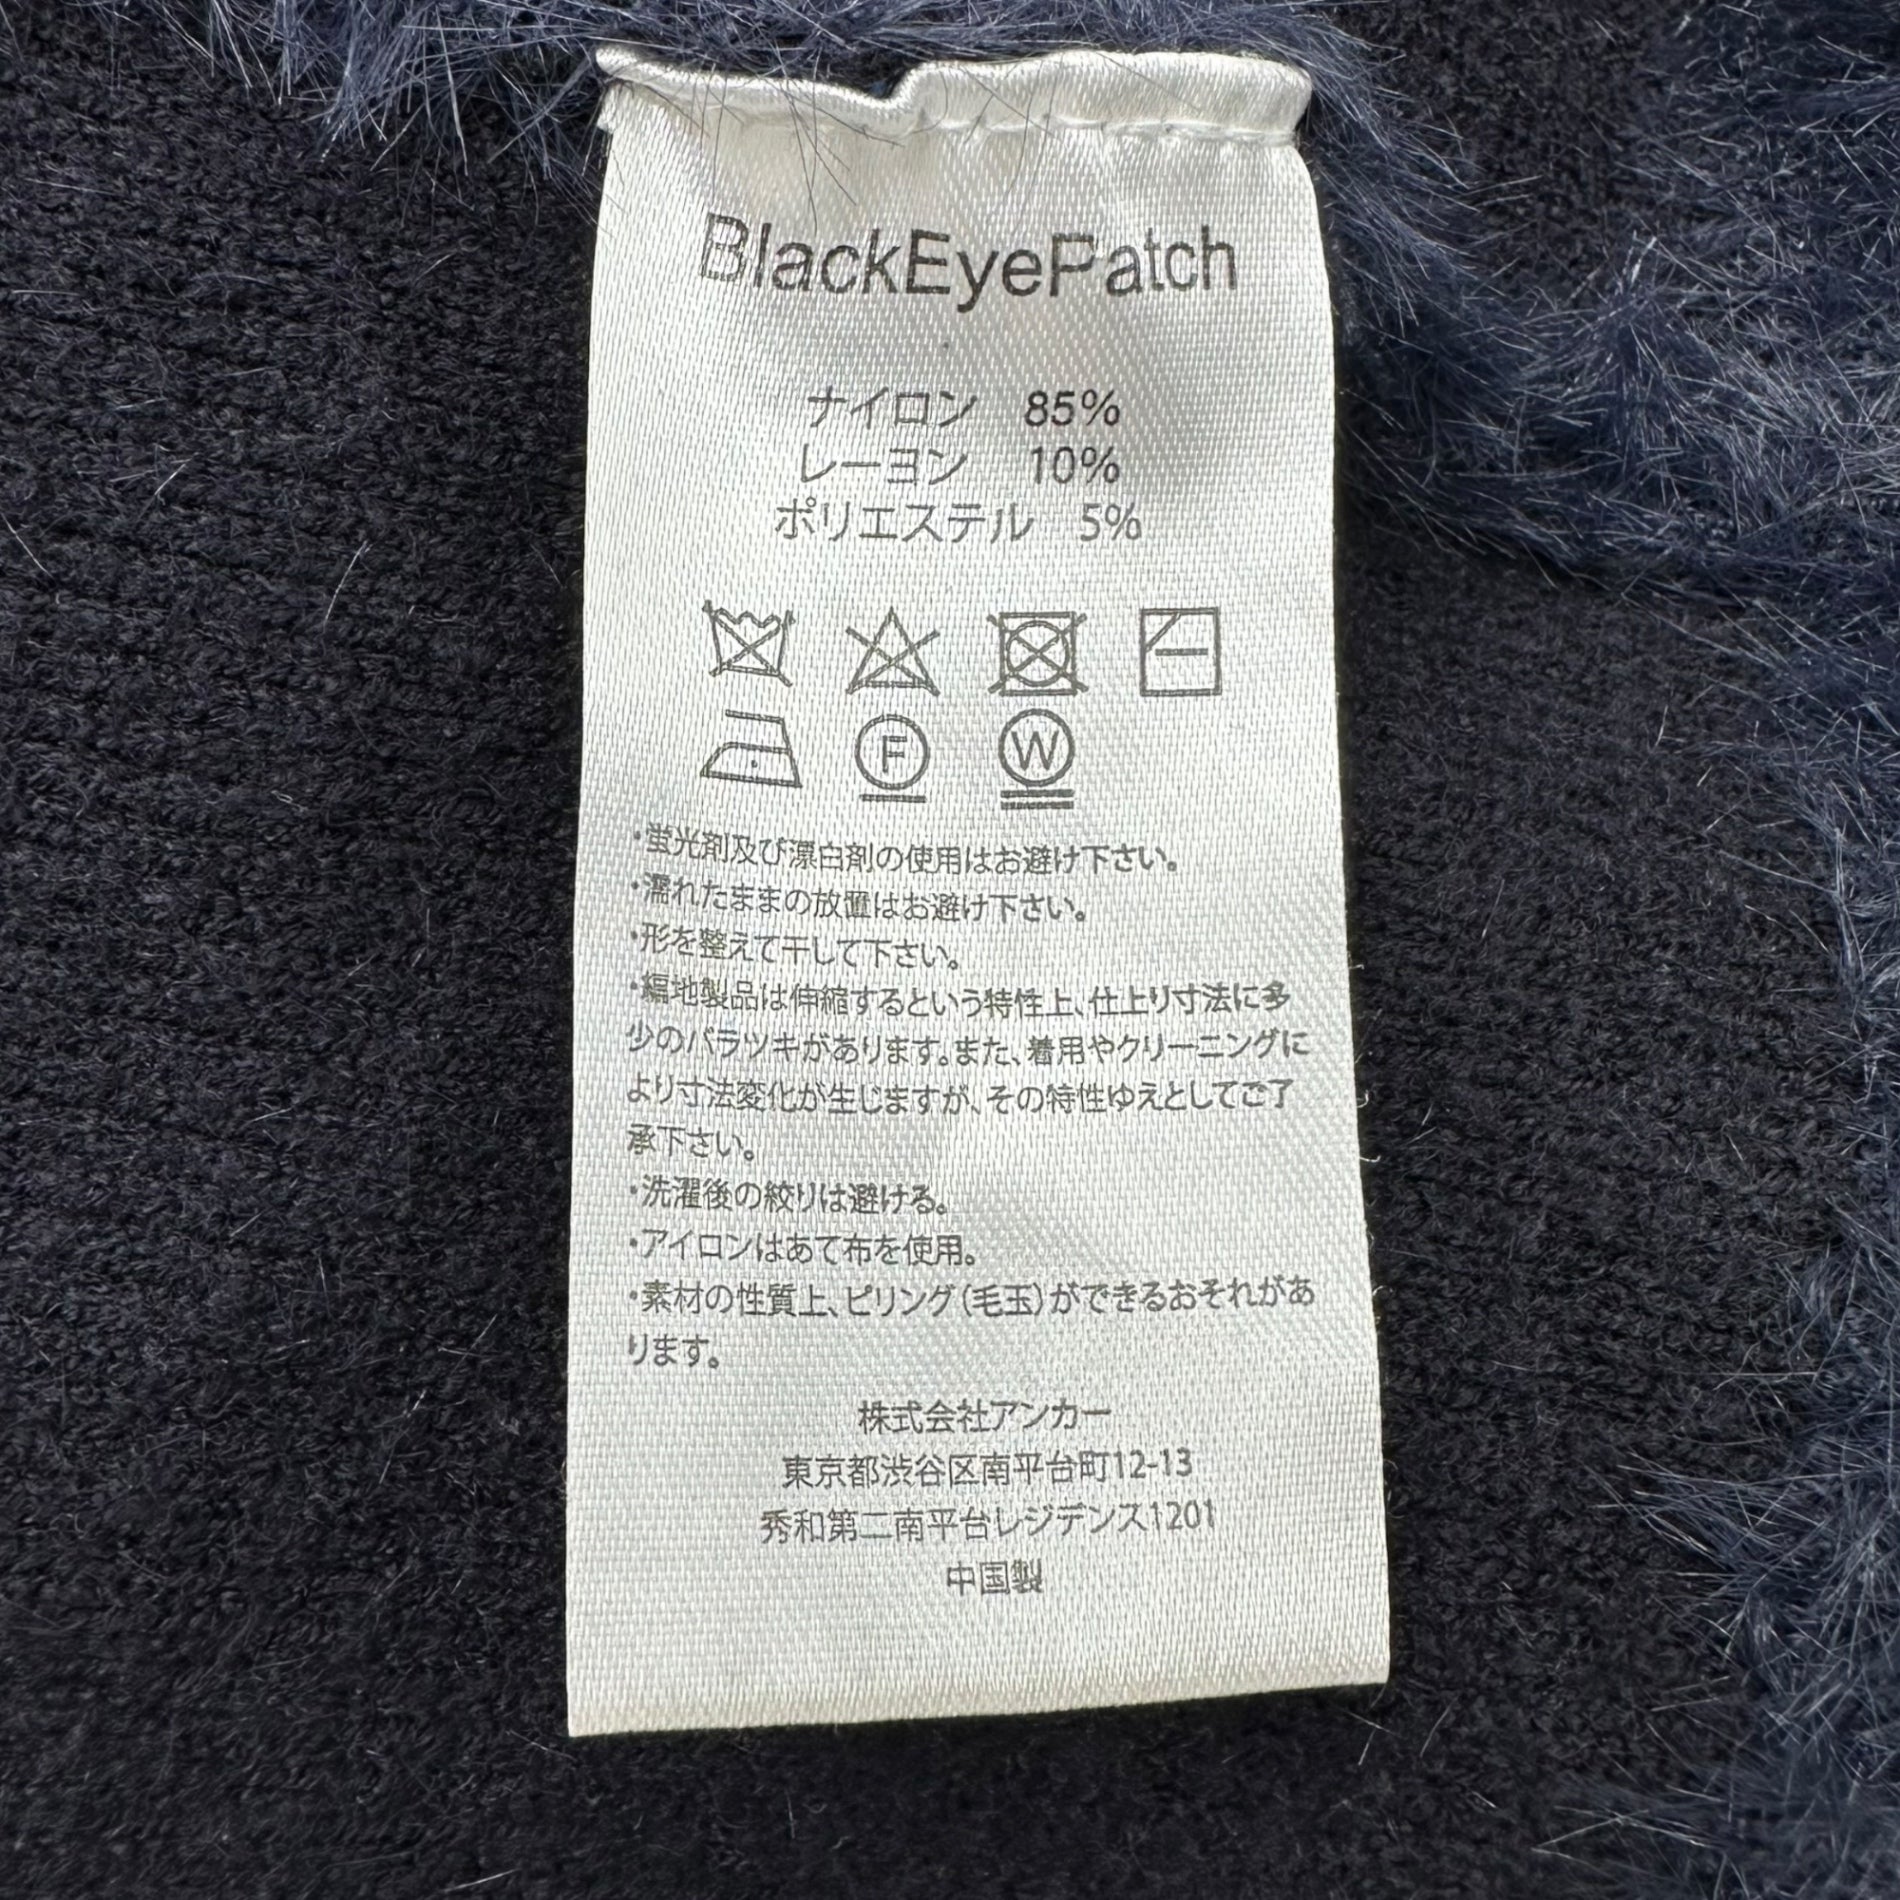 BlackEyePatch
ナイロン 85%
レーヨン 10%
ポリエステル 5%
F W
・蛍光剤及び漂白剤の使用はお避け下さい。
・濡れたままの放置はお避け下さい。
・形を整えて干して下さい。
・編地製品は伸縮するという特性上、仕上り寸法に多
少のバラツキがあります。また、着用やクリーニングに
より寸法変化が生じますが、その特性ゆえとしてご了
承下さい。
・洗濯後の絞りは避ける。
・アイロンはあて布を使用。
・素材の性質上、ピリング(毛玉)ができるおそれがあ
ります。
株式会社アンカー
東京都渋谷区南平台町12-13
秀和第二南平台レジデンス1201
中国製